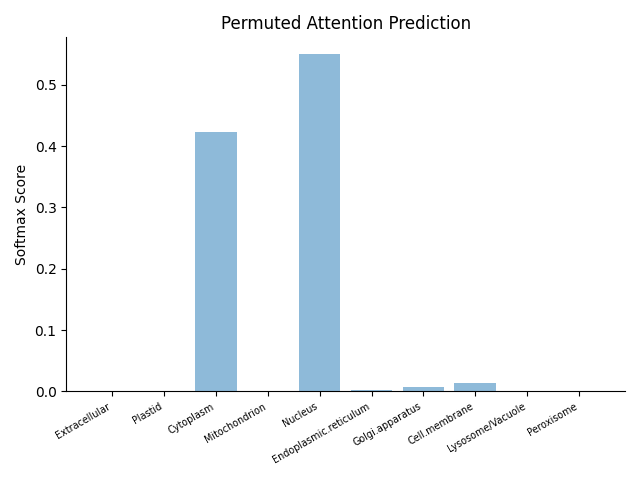 Permuted Attention Prediction
Softmax Score
0.5
0.4
0.3
0.2
0.1
0.0
Extracellular
Plastid
Cytoplasm
Mitochondrion
Nucleus
Endoplasmic.reticulum
Golgi.apparatus
Cell.membrane
Lysosome/Vacuole
Peroxisome